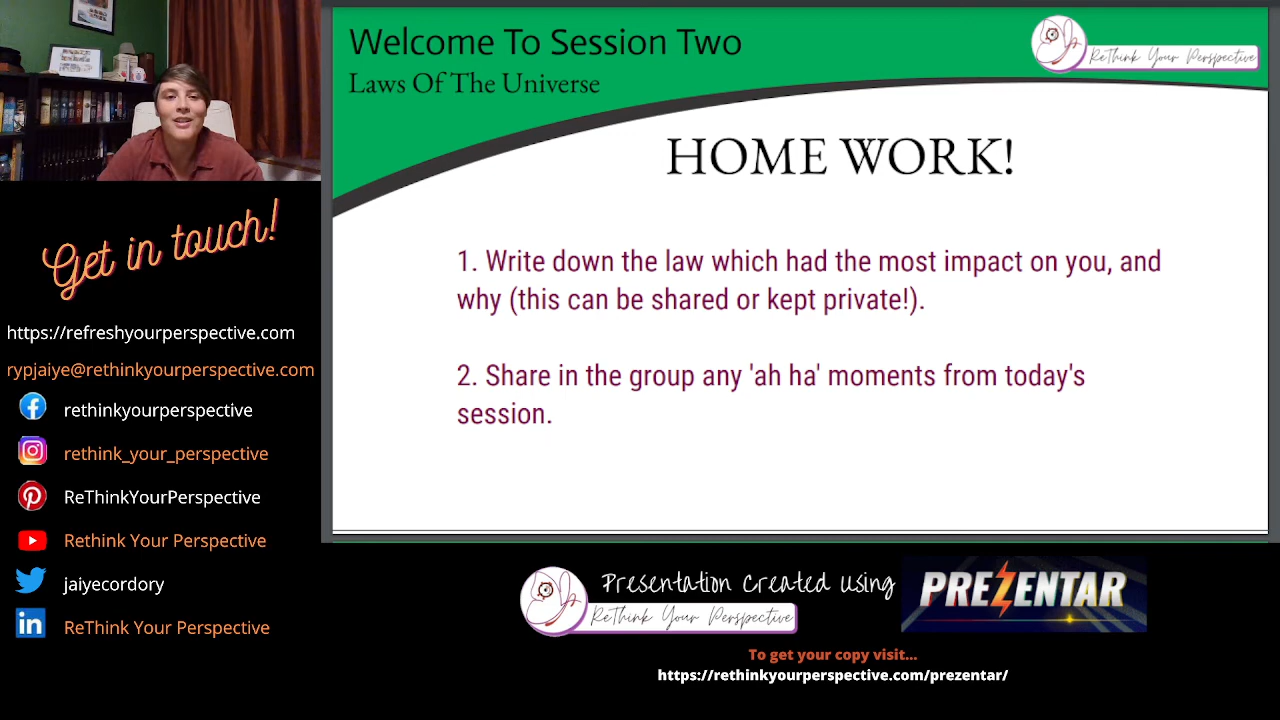 Welcome To Session Two
Laws Of The Universe
ReThink Your Perspective
HOME WORK!
1. Write down the law which had the most impact on you, and
why (this can be shared or kept private!).
2. Share in the group any 'ah ha' moments from today's
session.
Get in touch!
https://refreshyourperspective.com
rypjaiye@rethinkyourperspective.com
rethinkyourperspective
rethink_your_perspective
ReThinkYourPerspective
Rethink Your Perspective
jaiyecordory
in
ReThink Your Perspective
Presentation Created Using
ReThink Your Perspective
PREZENTAR
To get your copy visit...
https://rethinkyourperspective.com/prezentar/